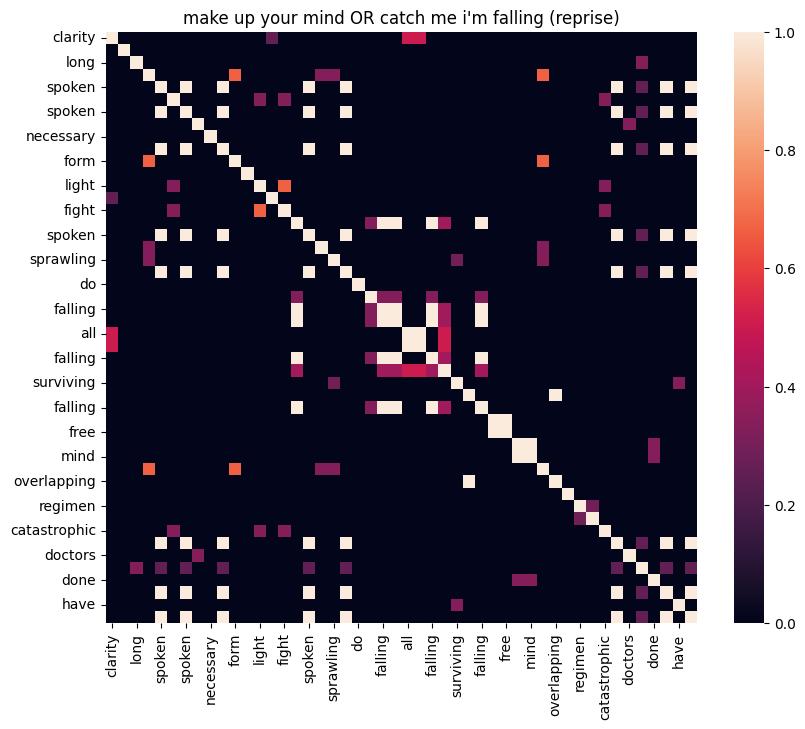 make up your mind OR catch me i'm falling (reprise)
clarity
long
spoken
spoken
necessary
form
light
fight
spoken
sprawling
do
falling
all
falling
surviving
falling
free
mind
overlapping
regimen
catastrophic
doctors
done
have
1.0
0.8
0.6
0.4
0.2
0.0
clarity
long
spoken
spoken
necessary
form
light
fight
spoken
sprawling
do
falling
all
falling
surviving
falling
free
mind
overlapping
regimen
catastrophic
doctors
done
have